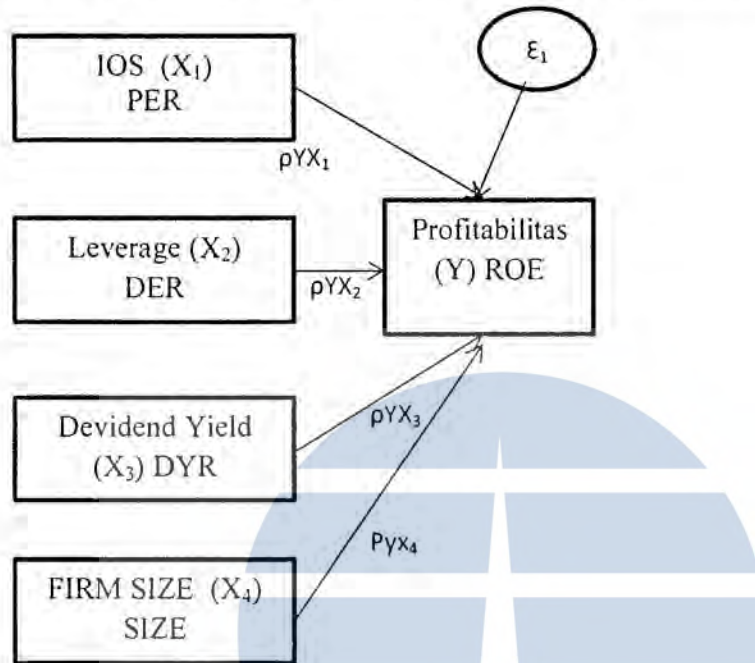 IOS (X₁)
PER
ε₁
ρYX₁
Leverage (X₂)
DER
ρYX₂
Profitabilitas
(Y) ROE
Devidend Yield
(X₃) DYR
ρYX₃
Pyx₄
FIRM SIZE (X₄)
SIZE